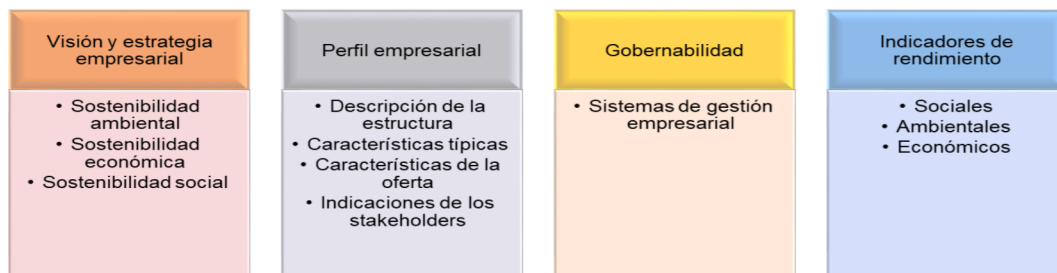 Visión y estrategia
empresarial
• Sostenibilidad
ambiental
• Sostenibilidad
económica
• Sostenibilidad social
Perfil empresarial
• Descripción de la
estructura
• Características típicas
• Características de la
oferta
• Indicaciones de los
stakeholders
Gobernabilidad
• Sistemas de gestión
empresarial
Indicadores de
rendimiento
• Sociales
• Ambientales
• Económicos